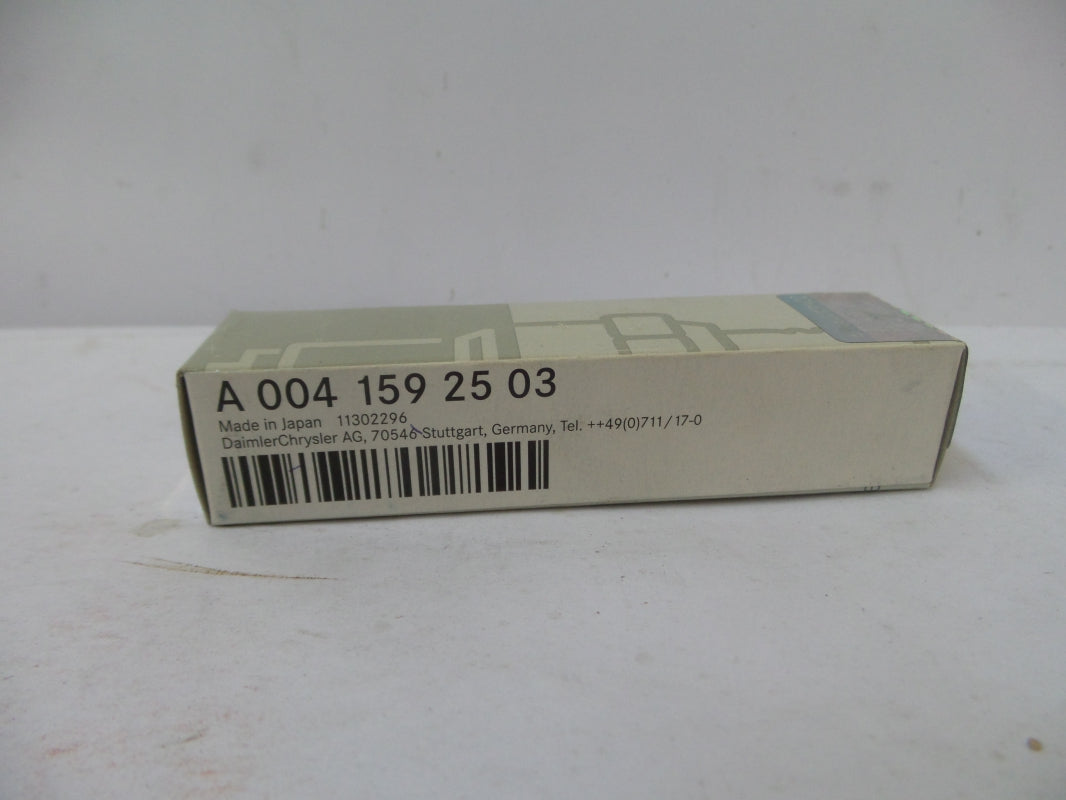 A 004 159 25 03
Made in Japan 11302296
DaimlerChrysler AG, 70546 Stuttgart, Germany, Tel. ++49(0)711/17-0